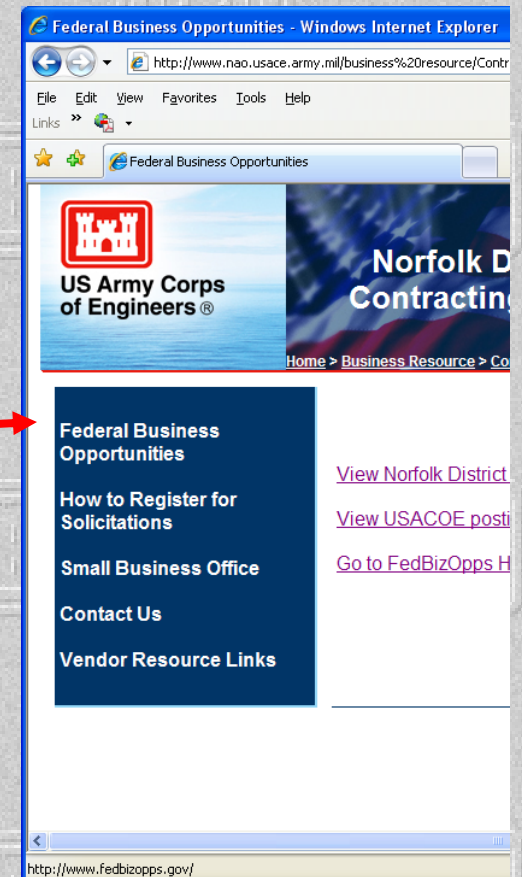 Federal Business Opportunities - Windows Internet Explorer
http://www.nao.usace.army.mil/business%20resource/Contr
File Edit View Favorites Tools Help
Links »
Federal Business Opportunities
US Army Corps
of Engineers ®
Norfolk D
Contracting
Home > Business Resource > Co
Federal Business
Opportunities
How to Register for
Solicitations
Small Business Office
Contact Us
Vendor Resource Links
View Norfolk District
View USACOE posti
Go to FedBizOpps H
http://www.fedbizopps.gov/